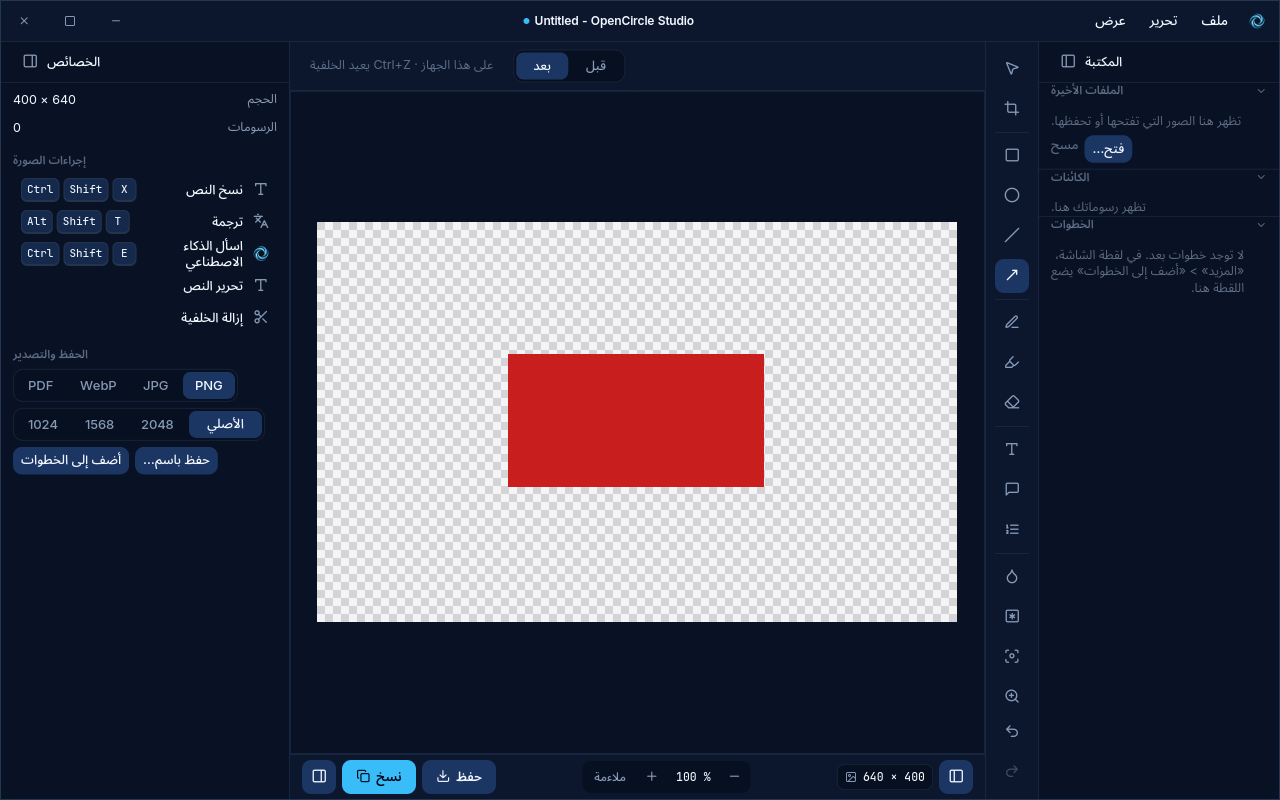 ملف
تحرير
عرض
Untitled - OpenCircle Studio
المكتبة
الملفات الأخيرة
تظهر هنا الصور التي تفتحها أو تحفظها.
فتح...
مسح
الكائنات
تظهر رسوماتك هنا.
الخطوات
لا توجد خطوات بعد. في لقطة الشاشة،
«المزيد» > «أضف إلى الخطوات» يضع
اللقطة هنا.
قبل
بعد
على هذا الجهاز · Ctrl+Z يعيد الخلفية
640 × 400
100 %
ملاءمة
حفظ
نسخ
الخصائص
الحجم
640 × 400
الرسومات
0
إجراءات الصورة
نسخ النص
Ctrl Shift X
ترجمة
Alt Shift T
اسأل الذكاء
الاصطناعي
Ctrl Shift E
تحرير النص
إزالة الخلفية
الحفظ والتصدير
PNG
JPG
WebP
PDF
الأصلي
2048
1568
1024
حفظ باسم...
أضف إلى الخطوات